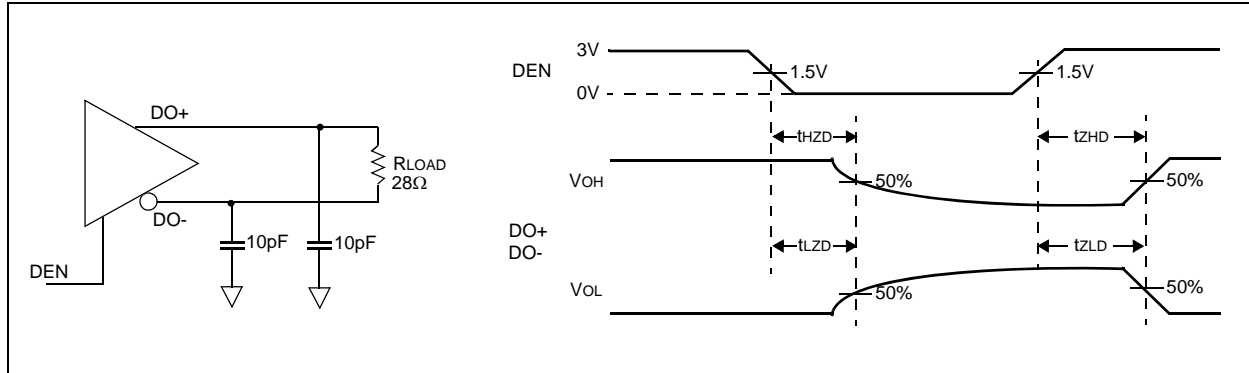 DO+
RLOAD
28Ω
DO-
10pF
10pF
DEN
3V
DEN
1.5V
1.5V
0V
tHZD
tZHD
VOH
50%
50%
DO+
DO-
tLZD
tZLD
VOL
50%
50%